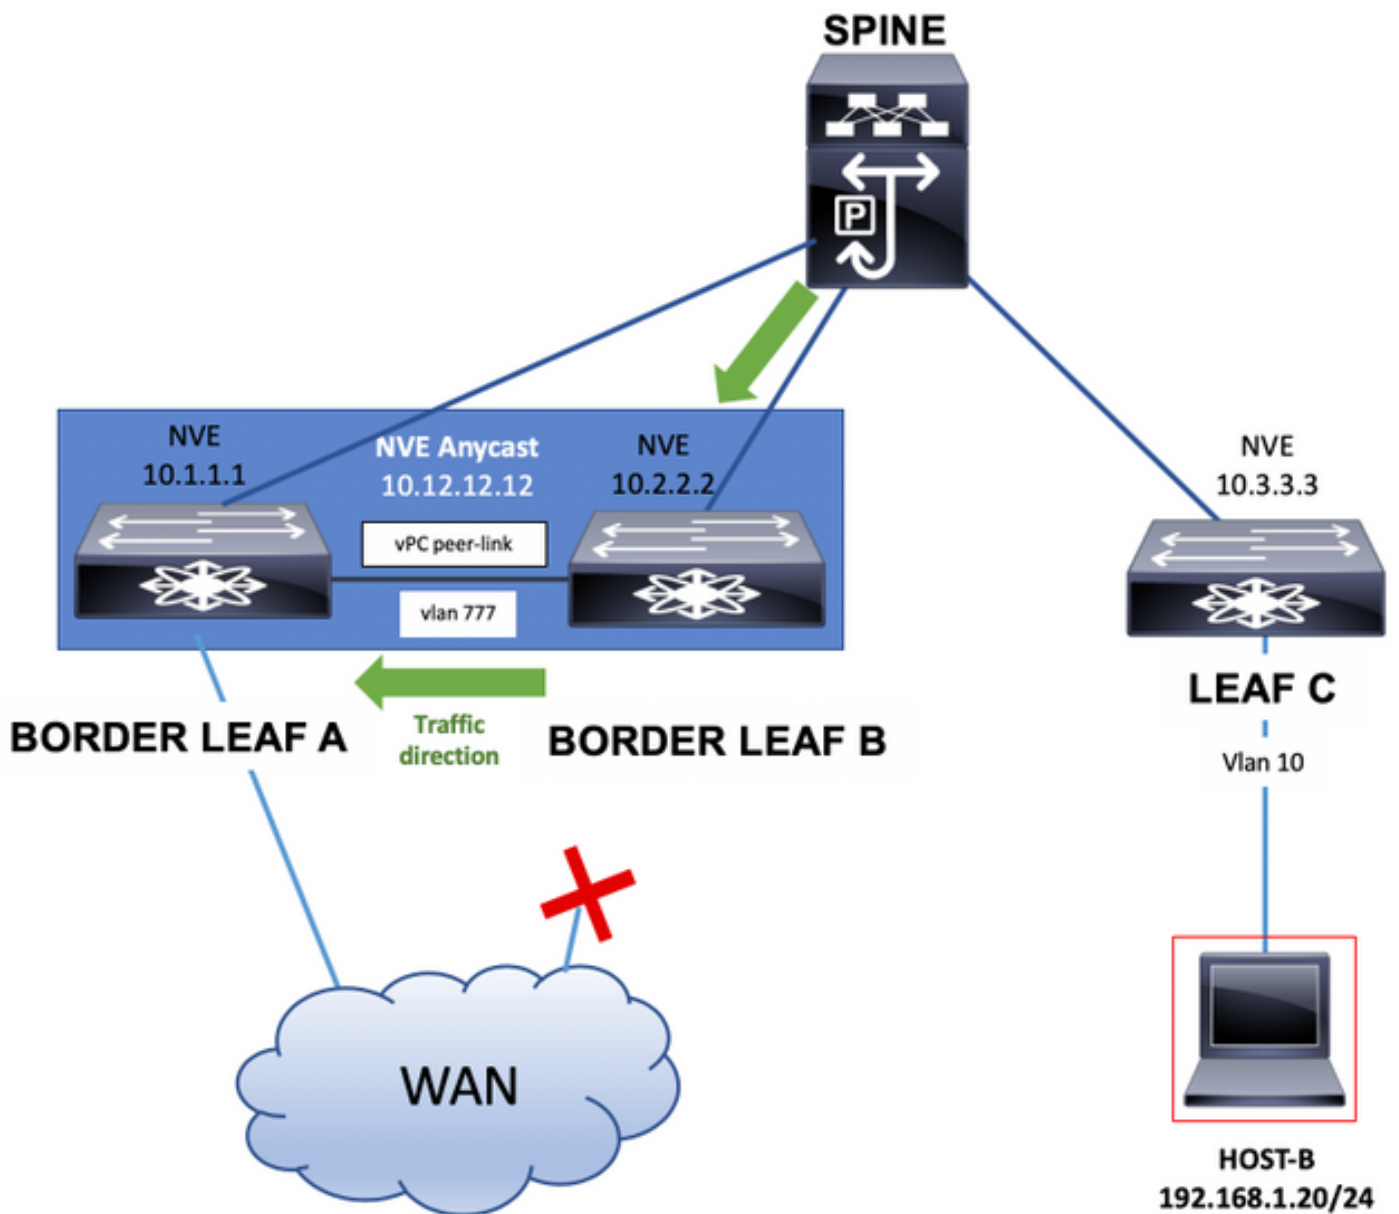 SPINE
P
NVE
10.1.1.1
NVE Anycast
10.12.12.12
NVE
10.2.2.2
NVE
10.3.3.3
vPC peer-link
vlan 777
BORDER LEAF A
Traffic
direction
BORDER LEAF B
LEAF C
Vlan 10
WAN
HOST-B
192.168.1.20/24